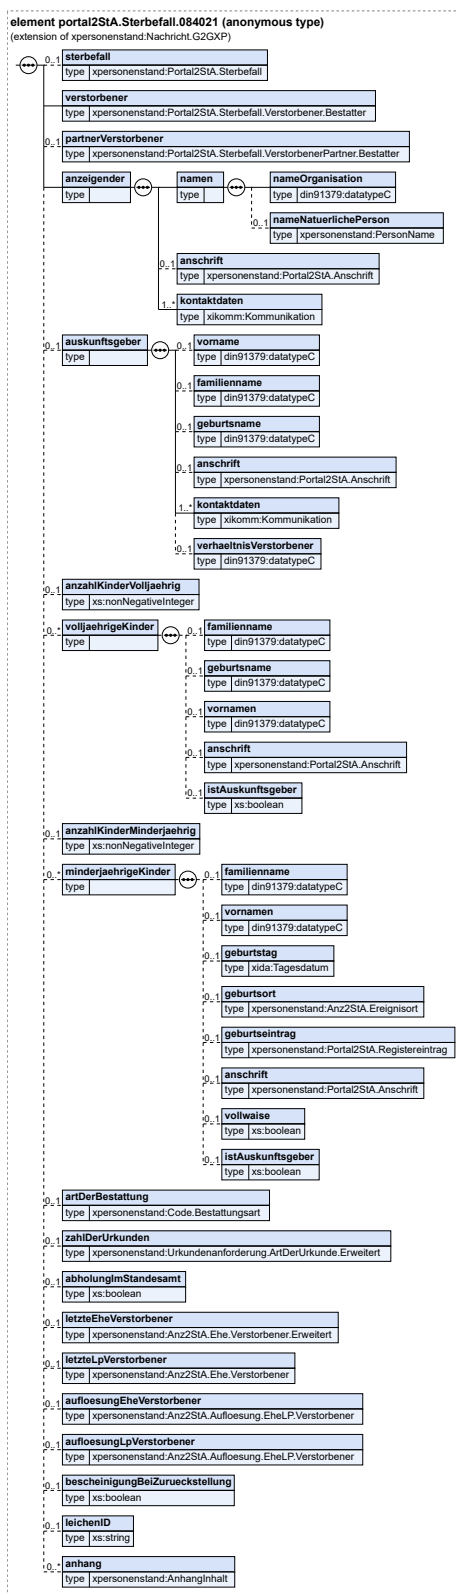 element portal2StA.Sterbefall.084021 (anonymous type)
(extension of xpersonenstand:Nachricht.G2GXP)
0..1 sterbefall
type xpersonenstand:Portal2StA.Sterbefall
verstorbener
type xpersonenstand:Portal2StA.Sterbefall.Verstorbener.Bestatter
0..1 partnerVerstorbener
type xpersonenstand:Portal2StA.Sterbefall.VerstorbenerPartner.Bestatter
anzeigender
type
namen
type
nameOrganisation
type din91379:datatypeC
0..1 nameNatuerlichePerson
type xpersonenstand:PersonName
0..1 anschrift
type xpersonenstand:Portal2StA.Anschrift
1..* kontaktdaten
type xikomm:Kommunikation
0..1 auskunftsgeber
type
0..1 vorname
type din91379:datatypeC
0..1 familienname
type din91379:datatypeC
0..1 geburtsname
type din91379:datatypeC
0..1 anschrift
type xpersonenstand:Portal2StA.Anschrift
1..* kontaktdaten
type xikomm:Kommunikation
0..1 verhaeltnisVerstorbener
type din91379:datatypeC
0..1 anzahlKinderVolljaehrig
type xs:nonNegativeInteger
0..* volljaehrigeKinder
type
0..1 familienname
type din91379:datatypeC
0..1 geburtsname
type din91379:datatypeC
0..1 vornamen
type din91379:datatypeC
0..1 anschrift
type xpersonenstand:Portal2StA.Anschrift
0..1 istAuskunftsgeber
type xs:boolean
0..1 anzahlKinderMinderjaehrig
type xs:nonNegativeInteger
0..* minderjaehrigeKinder
type
0..1 familienname
type din91379:datatypeC
0..1 vornamen
type din91379:datatypeC
0..1 geburtstag
type xida:Tagesdatum
0..1 geburtsort
type xpersonenstand:Anz2StA.Ereignisort
0..1 geburtseintrag
type xpersonenstand:Portal2StA.Registereintrag
0..1 anschrift
type xpersonenstand:Portal2StA.Anschrift
0..1 vollwaise
type xs:boolean
0..1 istAuskunftsgeber
type xs:boolean
0..1 artDerBestattung
type xpersonenstand:Code.Bestattungsart
0..1 zahlDerUrkunden
type xpersonenstand:Urkundenanforderung.ArtDerUrkunde.Erweitert
0..1 abholungImStandesamt
type xs:boolean
0..1 letzteEheVerstorbener
type xpersonenstand:Anz2StA.Ehe.Verstorbener.Erweitert
0..1 letzteLpVerstorbener
type xpersonenstand:Anz2StA.Ehe.Verstorbener
0..1 aufloesungEheVerstorbener
type xpersonenstand:Anz2StA.Aufloesung.EheLP.Verstorbener
0..1 aufloesungLpVerstorbener
type xpersonenstand:Anz2StA.Aufloesung.EheLP.Verstorbener
0..1 bescheinigungBeiZurueckstellung
type xs:boolean
0..1 leichenID
type xs:string
0..* anhang
type xpersonenstand:AnhangInhalt